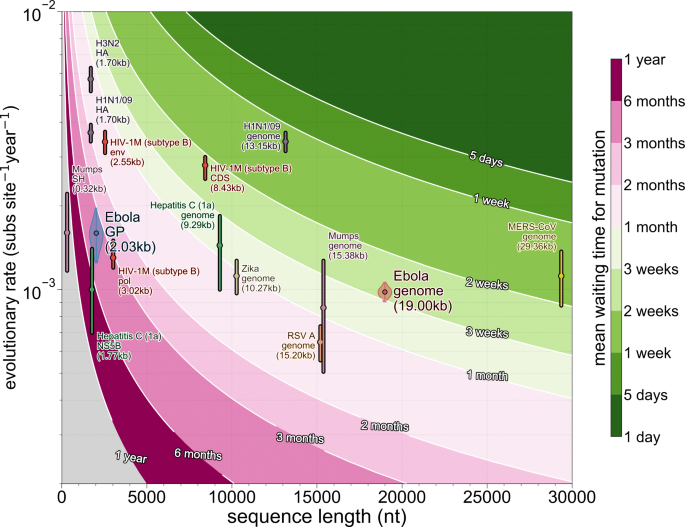 10−2
H3N2
HA
(1.70kb)
H1N1/09
HA
(1.70kb)
HIV-1M (subtype B)
env
(2.55kb)
H1N1/09
genome
(13.15kb)
HIV-1M (subtype B)
CDS
(8.43kb)
Mumps
SH
(0.32kb)
Hepatitis C (1a)
genome
(9.29kb)
Ebola
GP
(2.03kb)
HIV-1M (subtype B)
pol
(3.02kb)
Zika
genome
(10.27kb)
Mumps
genome
(15.38kb)
Ebola
genome
(19.00kb)
MERS-CoV
genome
(29.36kb)
RSV A
genome
(15.20kb)
Hepatitis C (1a)
NS5B
(1.77kb)
5 days
1 week
2 weeks
3 weeks
1 month
2 months
3 months
6 months
1 year
10−3
evolutionary rate (subs site−1year−1)
0
5000
10000
15000
20000
25000
30000
sequence length (nt)
mean waiting time for mutation
1 year
6 months
3 months
2 months
1 month
3 weeks
2 weeks
1 week
5 days
1 day